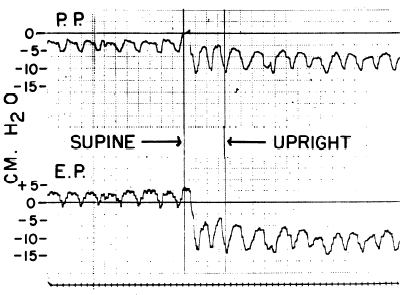 P.P.
0
-5
-10
-15
CM. H2O
SUPINE → ← UPRIGHT
E.P.
+5
0
-5
-10
-15